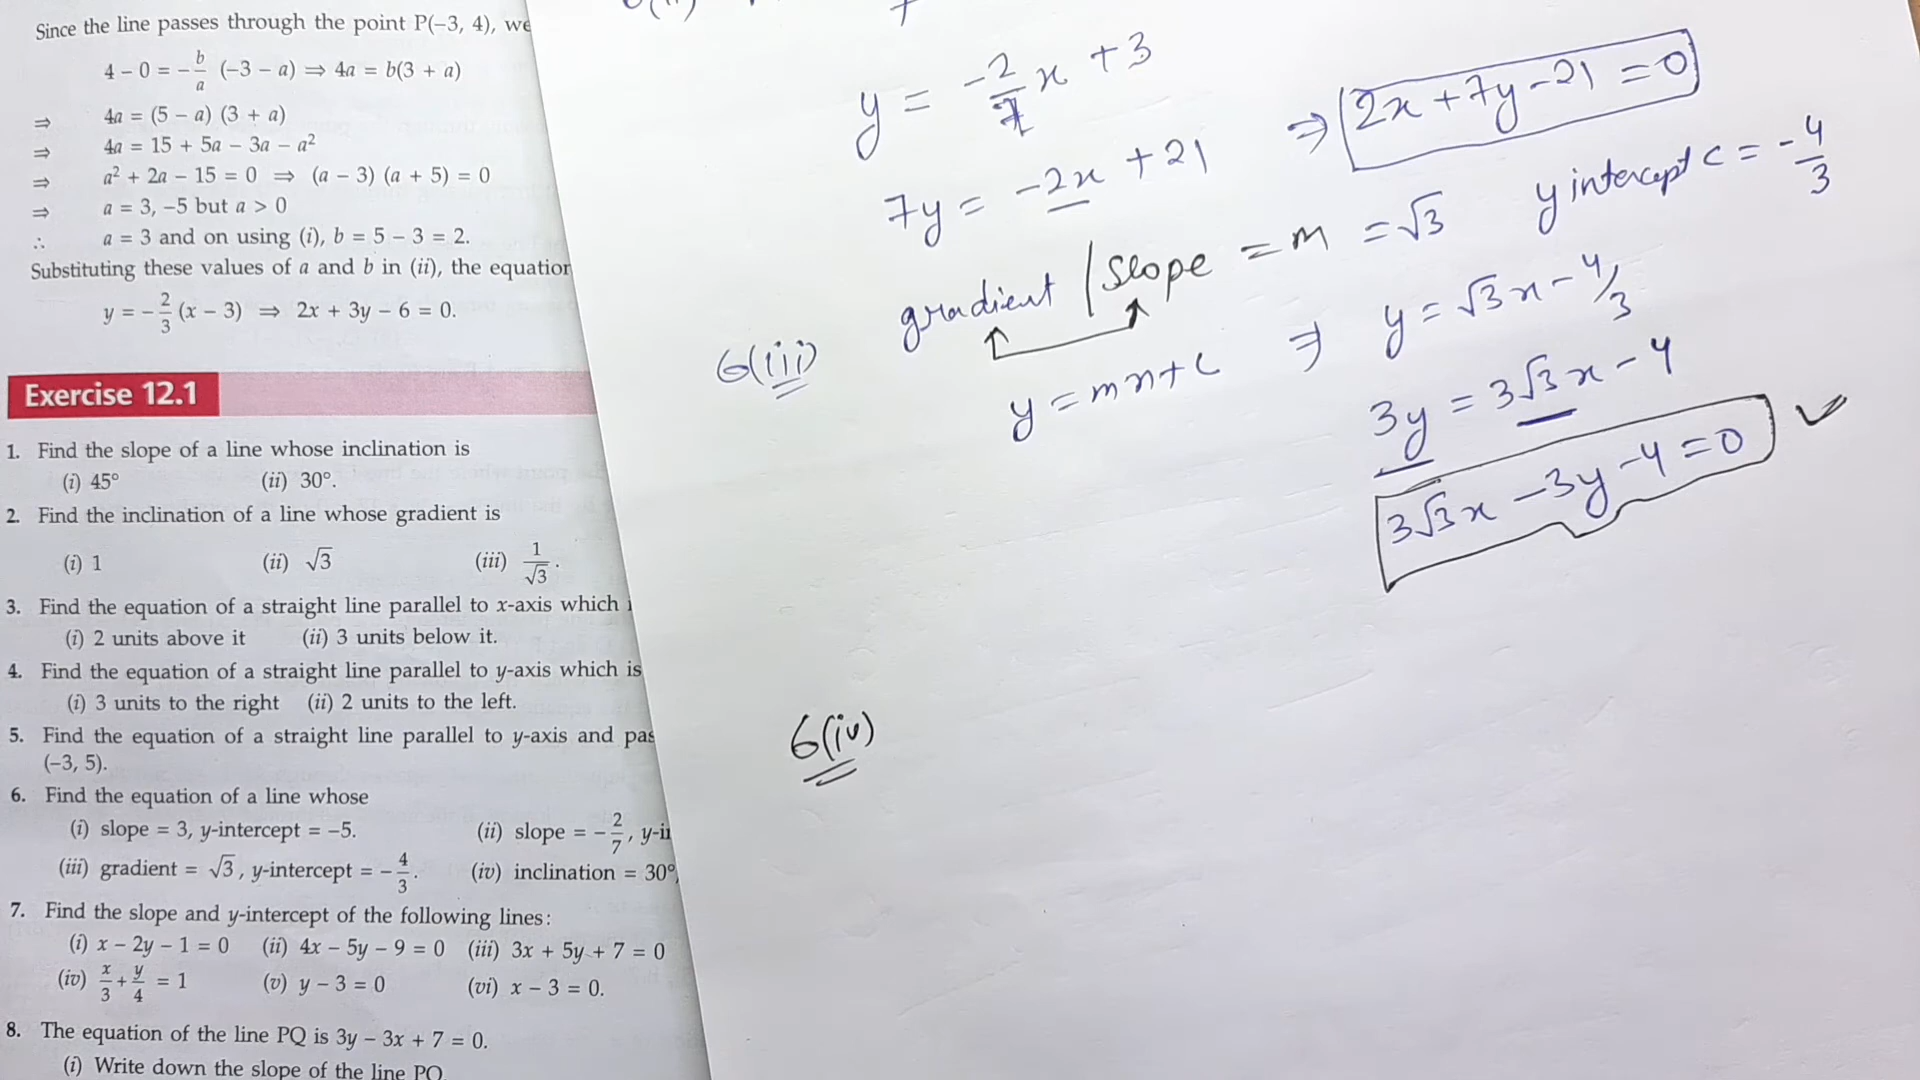 Since the line passes through the point P(−3, 4), we
4 − 0 = −b/a (−3 − a) ⇒ 4a = b(3 + a)
⇒ 4a = (5 − a) (3 + a)
⇒ 4a = 15 + 5a − 3a − a²
⇒ a² + 2a − 15 = 0 ⇒ (a − 3) (a + 5) = 0
⇒ a = 3, −5 but a > 0
∴ a = 3 and on using (i), b = 5 − 3 = 2.
Substituting these values of a and b in (ii), the equation
y = −2/3 (x − 3) ⇒ 2x + 3y − 6 = 0.
Exercise 12.1
1. Find the slope of a line whose inclination is
(i) 45° (ii) 30°.
2. Find the inclination of a line whose gradient is
(i) 1 (ii) √3 (iii) 1/√3.
3. Find the equation of a straight line parallel to x-axis which
(i) 2 units above it (ii) 3 units below it.
4. Find the equation of a straight line parallel to y-axis which is
(i) 3 units to the right (ii) 2 units to the left.
5. Find the equation of a straight line parallel to y-axis and pas
(−3, 5).
6. Find the equation of a line whose
(i) slope = 3, y-intercept = −5. (ii) slope = −2/7, y-i
(iii) gradient = √3, y-intercept = −4/3. (iv) inclination = 30°,
7. Find the slope and y-intercept of the following lines:
(i) x − 2y − 1 = 0 (ii) 4x − 5y − 9 = 0 (iii) 3x + 5y + 7 = 0
(iv) x/3 + y/4 = 1 (v) y − 3 = 0 (vi) x − 3 = 0.
8. The equation of the line PQ is 3y − 3x + 7 = 0.
(i) Write down the slope of the line PQ.
y = -2/7 x + 3
7y = -2x + 21 ⇒ 2x + 7y - 21 = 0
6(iii) gradient / slope = m = √3 y intercept c = -4/3
y = mx + c ⇒ y = √3x - 4/3
3y = 3√3x - 4
3√3x - 3y - 4 = 0
6(iv)